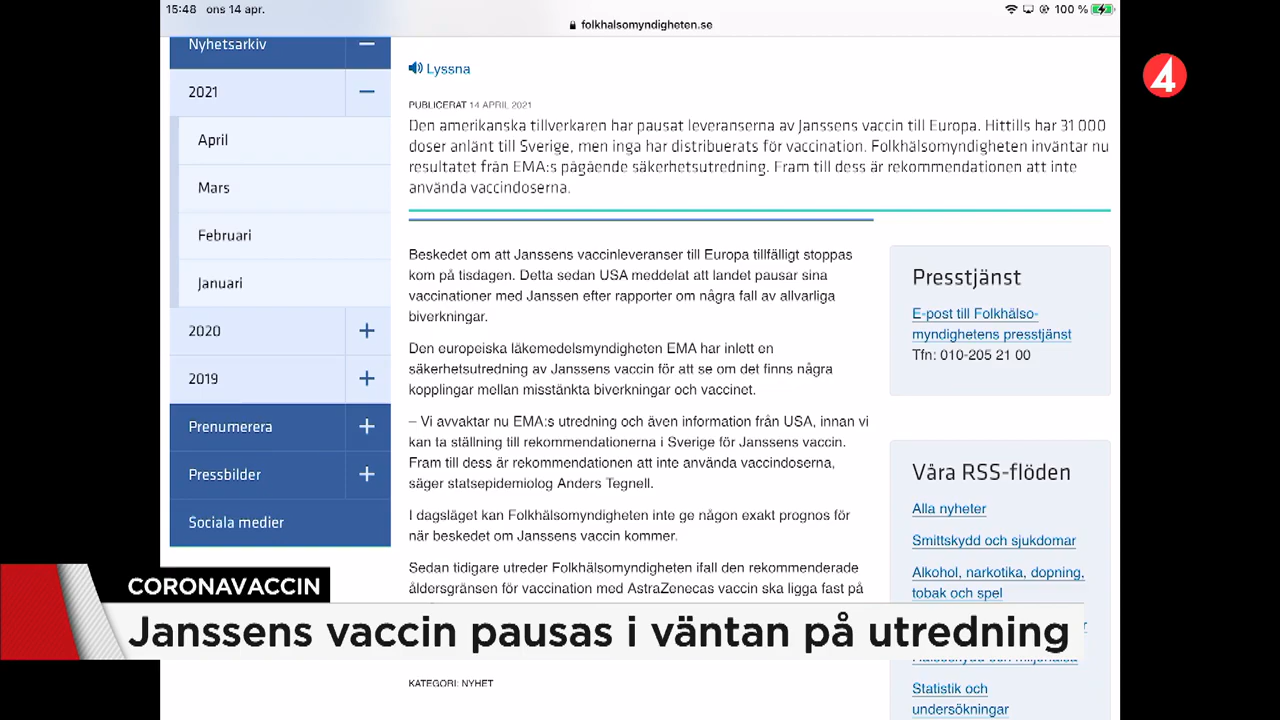 15:48 ons 14 apr.
100 %
folkhalsomyndigheten.se
4
Nyhetsarkiv
2021
April
Mars
Februari
Januari
2020
2019
Prenumerera
Pressbilder
Sociala medier
Lyssna
PUBLICERAT 14 APRIL 2021
Den amerikanska tillverkaren har pausat leveranserna av Janssens vaccin till Europa. Hittills har 31 000
doser anlänt till Sverige, men inga har distribuerats för vaccination. Folkhälsomyndigheten inväntar nu
resultatet från EMA:s pågående säkerhetsutredning. Fram till dess är rekommendationen att inte
använda vaccindoserna.
Beskedet om att Janssens vaccinleveranser till Europa tillfälligt stoppas
kom på tisdagen. Detta sedan USA meddelat att landet pausar sina
vaccinationer med Janssen efter rapporter om några fall av allvarliga
biverkningar.
Den europeiska läkemedelsmyndigheten EMA har inlett en
säkerhetsutredning av Janssens vaccin för att se om det finns några
kopplingar mellan misstänkta biverkningar och vaccinet.
– Vi avvaktar nu EMA:s utredning och även information från USA, innan vi
kan ta ställning till rekommendationerna i Sverige för Janssens vaccin.
Fram till dess är rekommendationen att inte använda vaccindoserna,
säger statsepidemiolog Anders Tegnell.
I dagsläget kan Folkhälsomyndigheten inte ge någon exakt prognos för
när beskedet om Janssens vaccin kommer.
Sedan tidigare utreder Folkhälsomyndigheten ifall den rekommenderade
åldersgränsen för vaccination med AstraZenecas vaccin ska ligga fast på
KATEGORI: NYHET
Presstjänst
E-post till Folkhälso-
myndighetens presstjänst
Tfn: 010-205 21 00
Våra RSS-flöden
Alla nyheter
Smittskydd och sjukdomar
Alkohol, narkotika, dopning,
tobak och spel
Statistik och
undersökningar
CORONAVACCIN
Janssens vaccin pausas i väntan på utredning